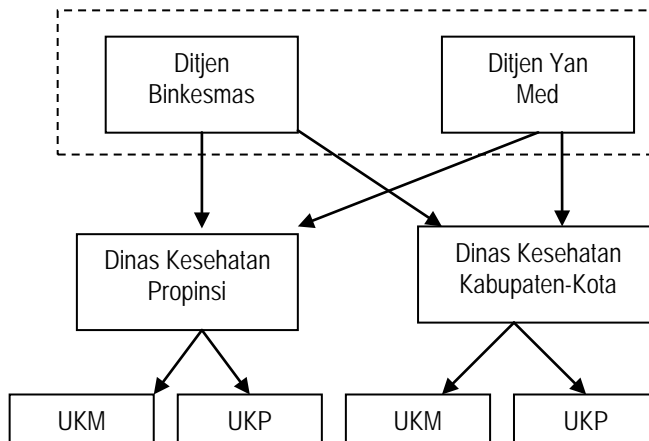 Ditjen
Binkesmas
Ditjen Yan
Med
Dinas Kesehatan
Propinsi
Dinas Kesehatan
Kabupaten-Kota
UKM
UKP
UKM
UKP